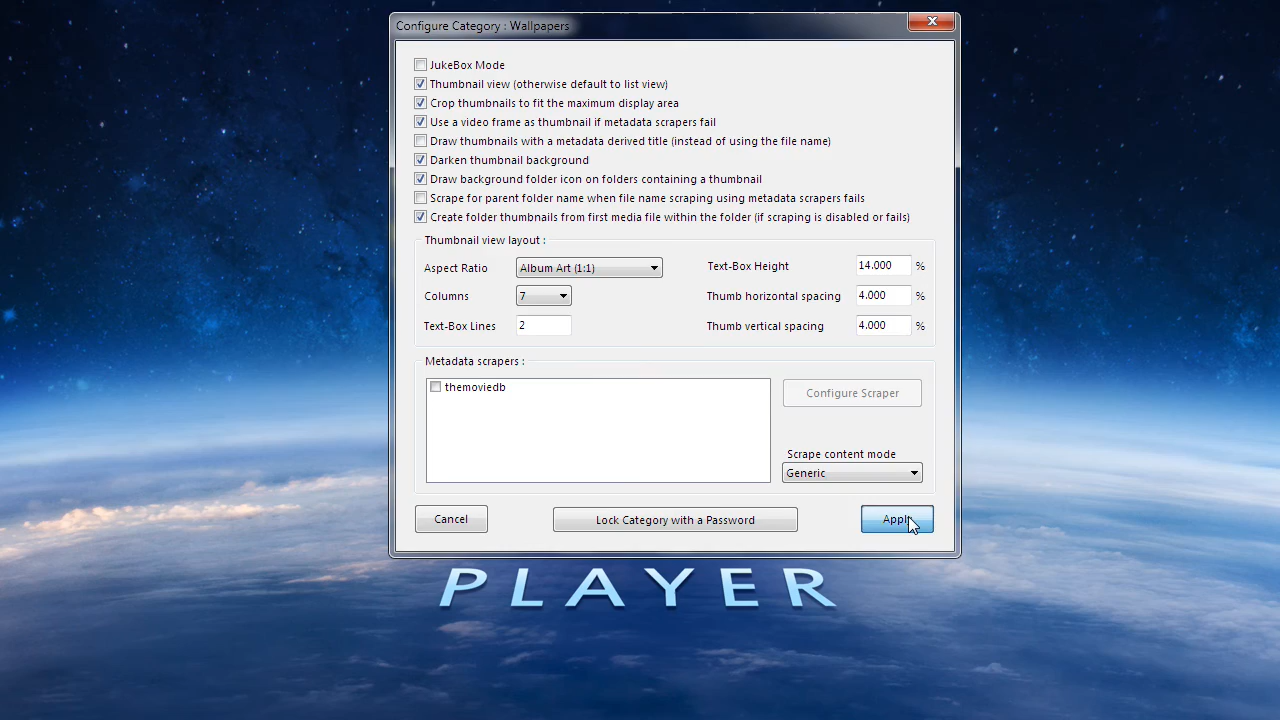 Configure Category : Wallpapers
JukeBox Mode
Thumbnail view (otherwise default to list view)
Crop thumbnails to fit the maximum display area
Use a video frame as thumbnail if metadata scrapers fail
Draw thumbnails with a metadata derived title (instead of using the file name)
Darken thumbnail background
Draw background folder icon on folders containing a thumbnail
Scrape for parent folder name when file name scraping using metadata scrapers fails
Create folder thumbnails from first media file within the folder (if scraping is disabled or fails)
Thumbnail view layout :
Aspect Ratio Album Art (1:1) Text-Box Height 14.000 %
Columns 7 Thumb horizontal spacing 4.000 %
Text-Box Lines 2 Thumb vertical spacing 4.000 %
Metadata scrapers :
themoviedb
Configure Scraper
Scrape content mode
Generic
Cancel Lock Category with a Password Apply
PLAYER